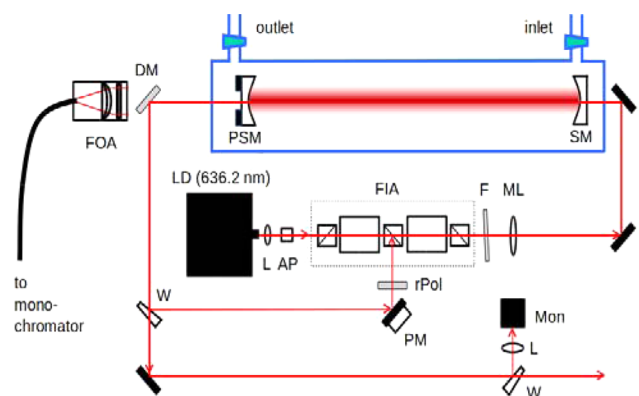 outlet
inlet
DM
FOA
PSM
SM
LD (636.2 nm)
FIA
F
ML
L
AP
to
mono-
chromator
rPol
W
PM
Mon
L
W